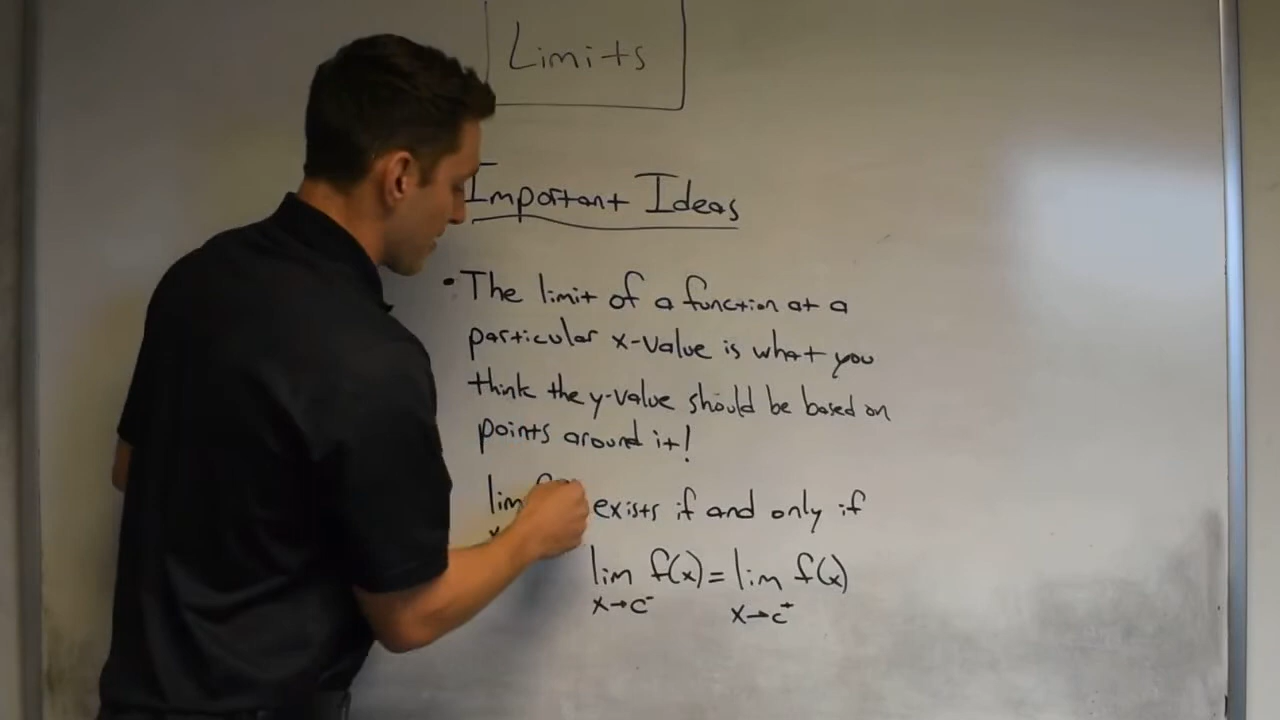 Limits
Important Ideas
• The limit of a function at a
particular x-value is what you
think the y-value should be based on
points around it!
lim exists if and only if
lim f(x) = lim f(x)
x→c⁻ x→c⁺